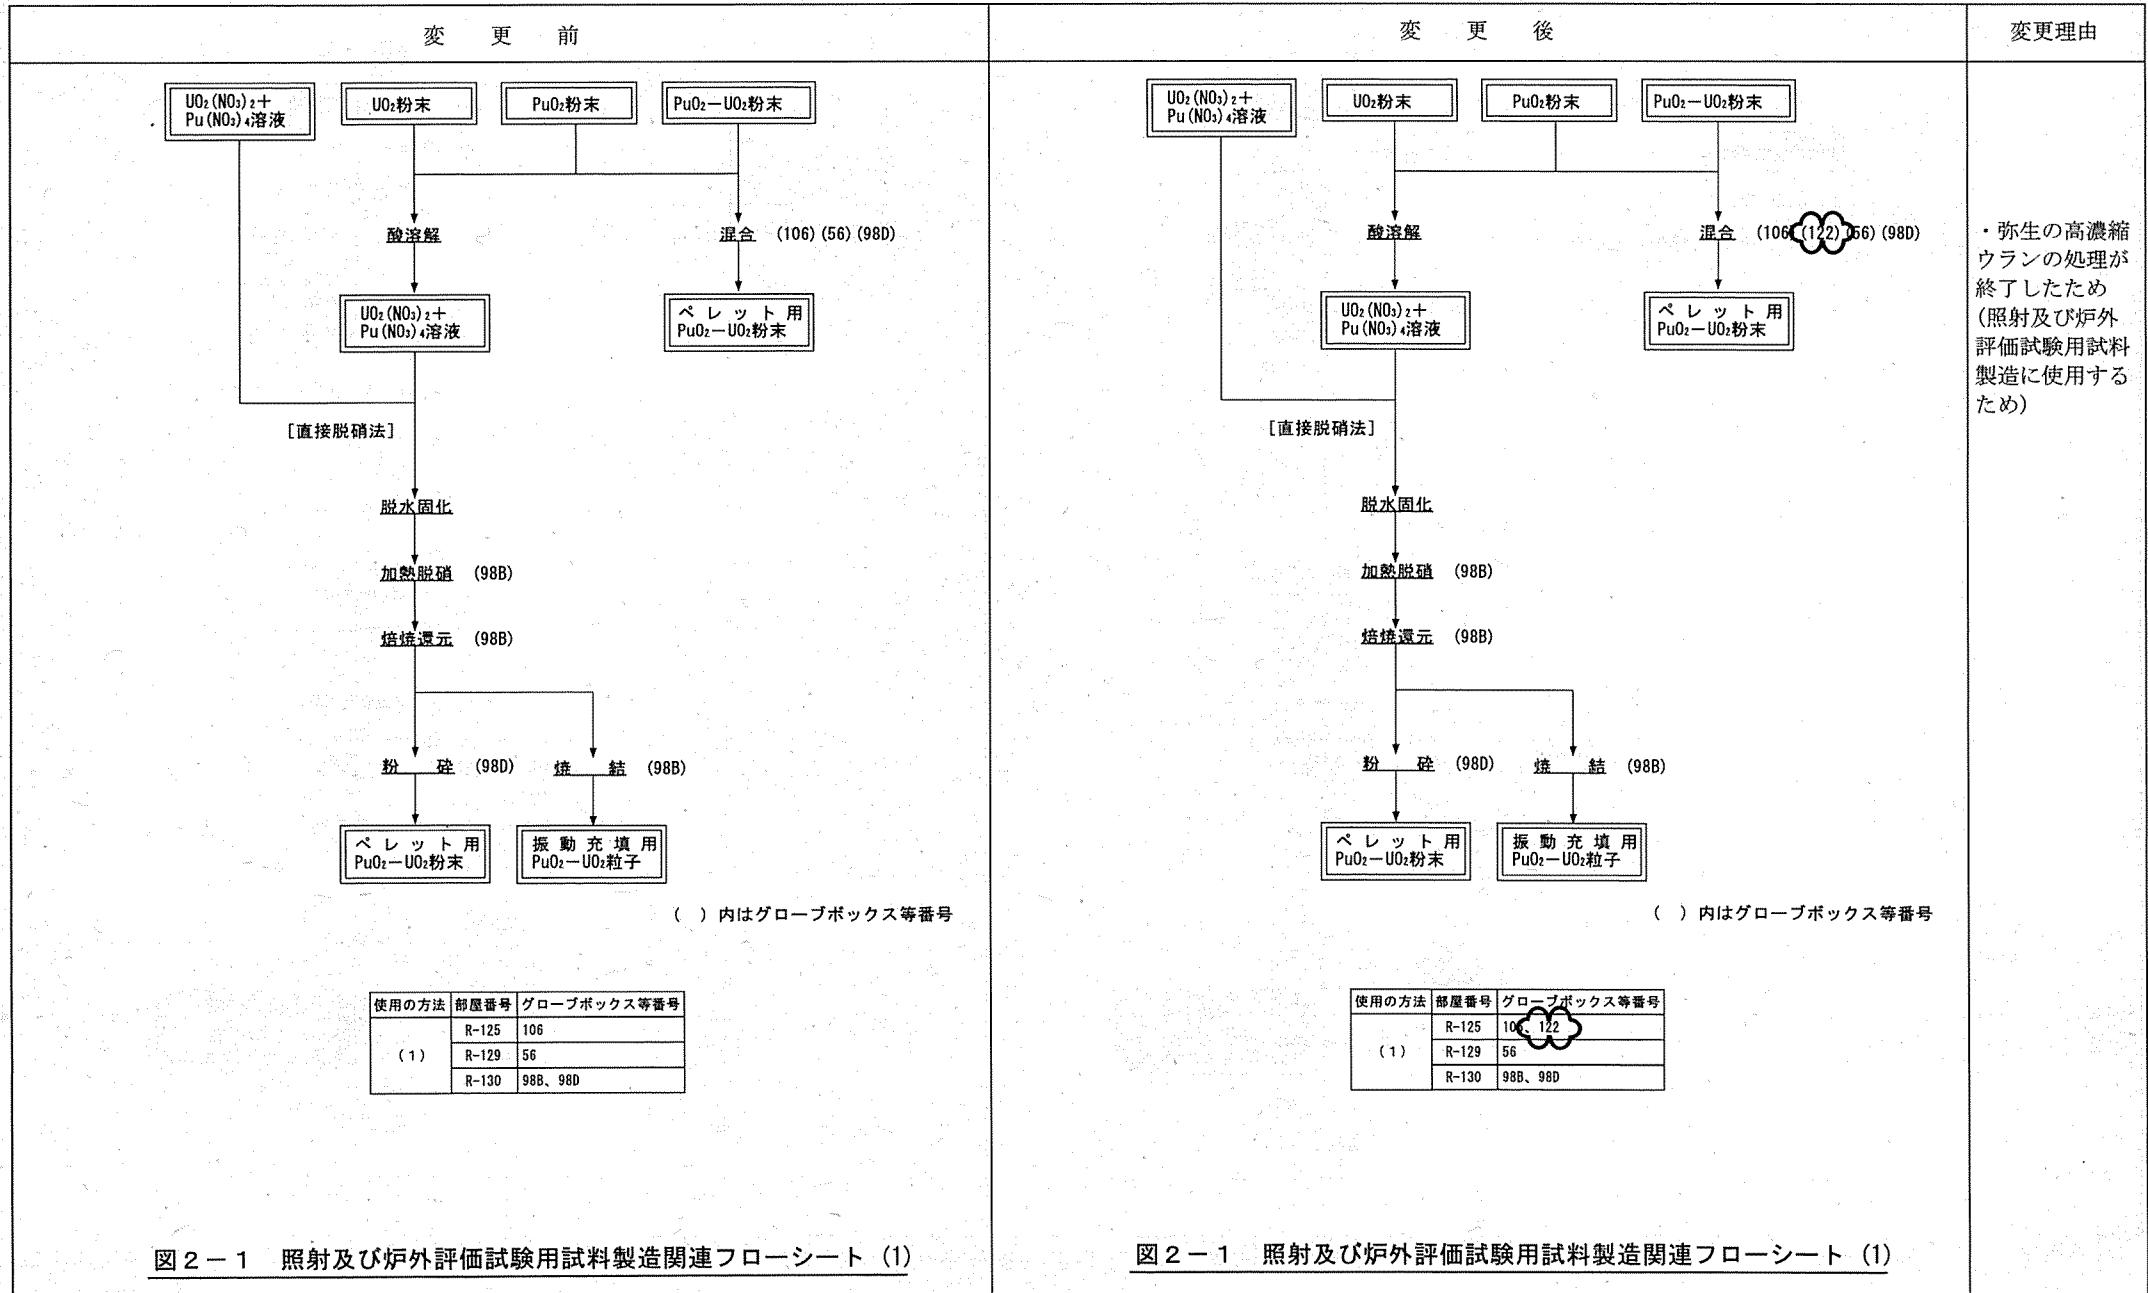 変更前
UO₂(NO₃)₂＋
Pu(NO₃)₄溶液
UO₂粉末
PuO₂粉末
PuO₂－UO₂粉末
酸溶解
混合 (106)(56)(98D)
UO₂(NO₃)₂＋
Pu(NO₃)₄溶液
ペレット用
PuO₂－UO₂粉末
[直接脱硝法]
脱水固化
加熱脱硝 (98B)
焙焼還元 (98B)
粉砕 (98D)
焼結 (98B)
ペレット用
PuO₂－UO₂粉末
振動充填用
PuO₂－UO₂粒子
( )内はグローブボックス等番号
使用の方法 部屋番号 グローブボックス等番号
(1)
R-125 106
R-129 56
R-130 98B、98D
図２－１ 照射及び炉外評価試験用試料製造関連フローシート (1)
変更後
UO₂(NO₃)₂＋
Pu(NO₃)₄溶液
UO₂粉末
PuO₂粉末
PuO₂－UO₂粉末
酸溶解
混合 (106)(122)(56)(98D)
UO₂(NO₃)₂＋
Pu(NO₃)₄溶液
ペレット用
PuO₂－UO₂粉末
[直接脱硝法]
脱水固化
加熱脱硝 (98B)
焙焼還元 (98B)
粉砕 (98D)
焼結 (98B)
ペレット用
PuO₂－UO₂粉末
振動充填用
PuO₂－UO₂粒子
( )内はグローブボックス等番号
使用の方法 部屋番号 グローブボックス等番号
(1)
R-125 106、122
R-129 56
R-130 98B、98D
図２－１ 照射及び炉外評価試験用試料製造関連フローシート (1)
変更理由
・弥生の高濃縮
ウランの処理が
終了したため
(照射及び炉外
評価試験用試料
製造に使用する
ため)